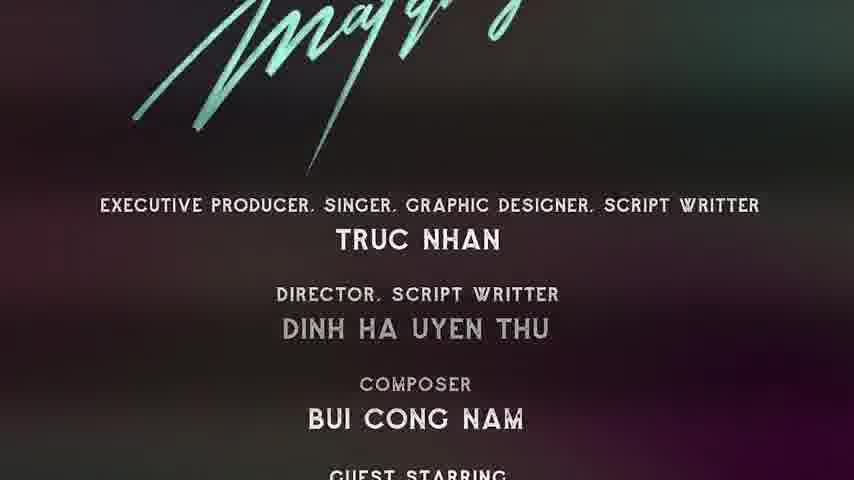 EXECUTIVE PRODUCER. SINGER. GRAPHIC DESIGNER. SCRIPT WRITTER
TRUC NHAN
DIRECTOR. SCRIPT WRITTER
DINH HA UYEN THU
COMPOSER
BUI CONG NAM
GUEST STARRING